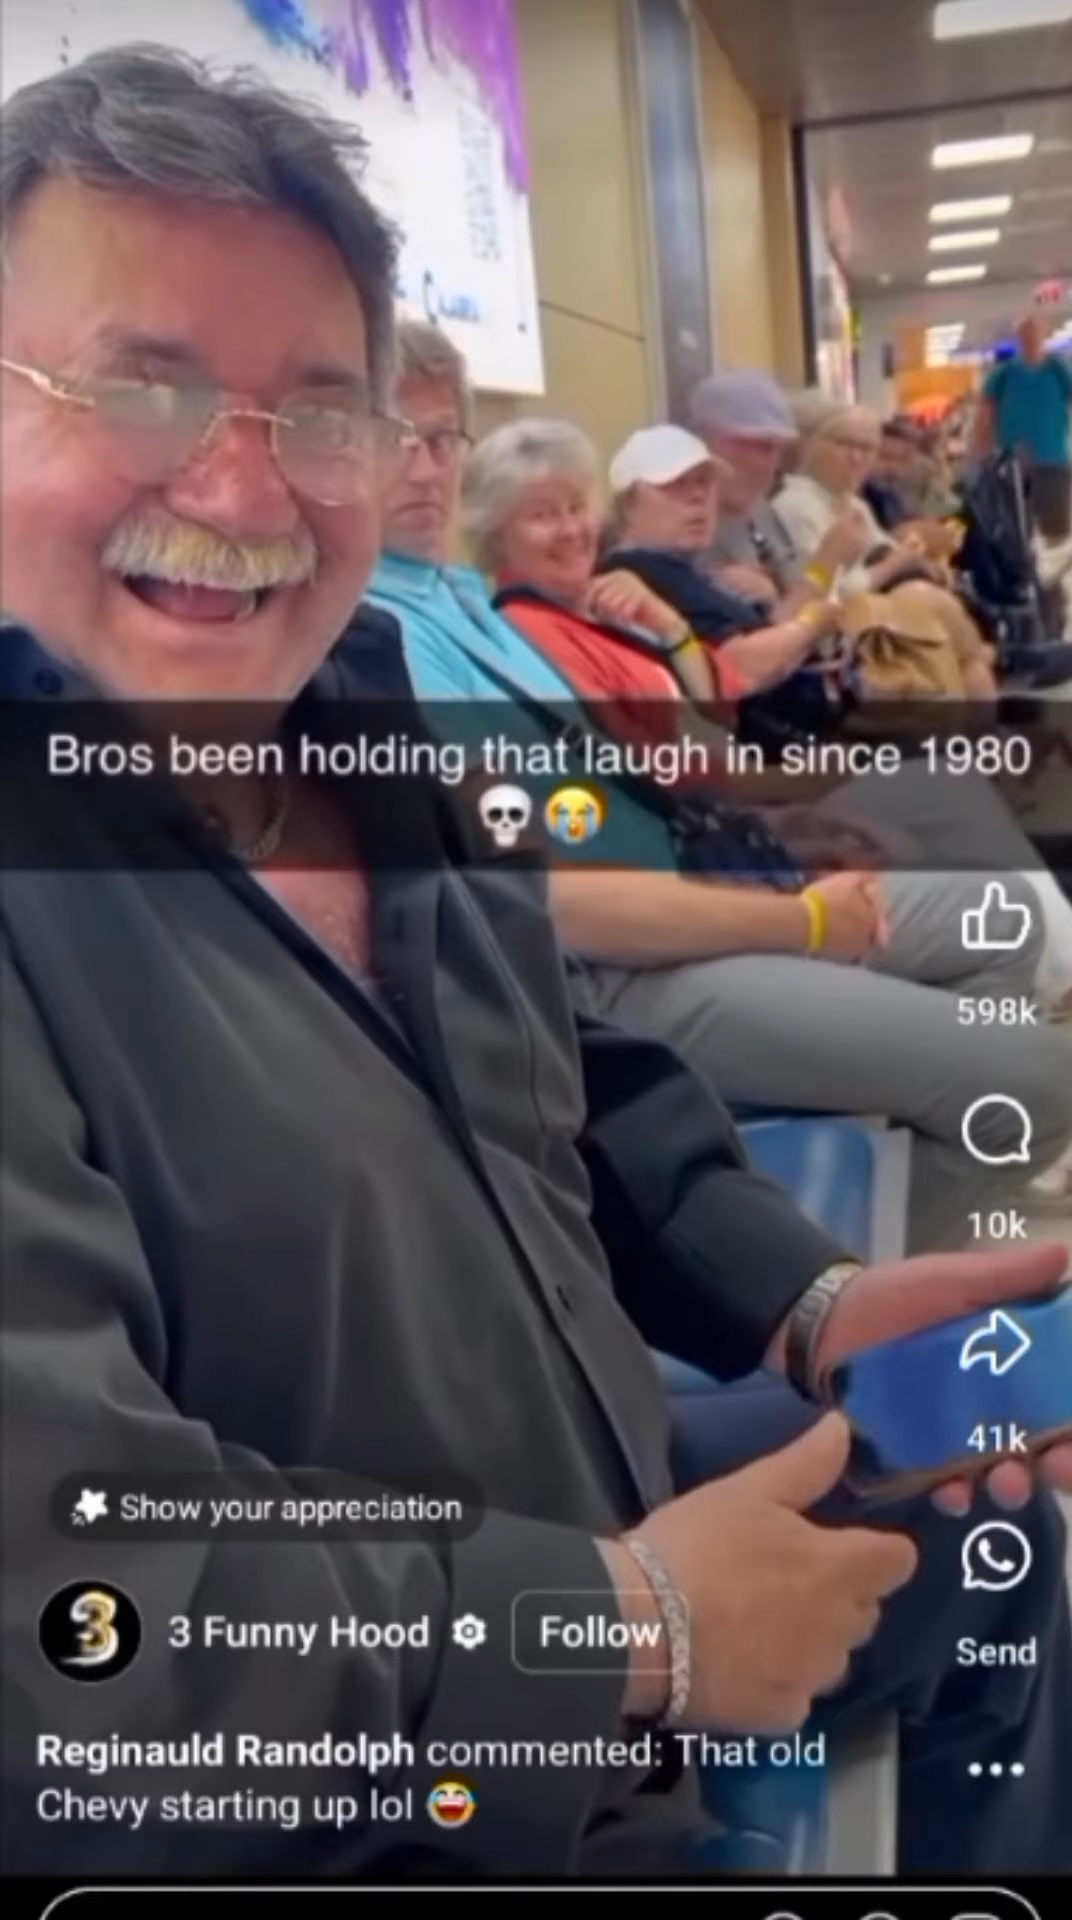 Bros been holding that laugh in since 1980
💀😭
598k
10k
41k
Show your appreciation
3
3 Funny Hood
Follow
Send
Reginauld Randolph commented: That old
Chevy starting up lol 😂